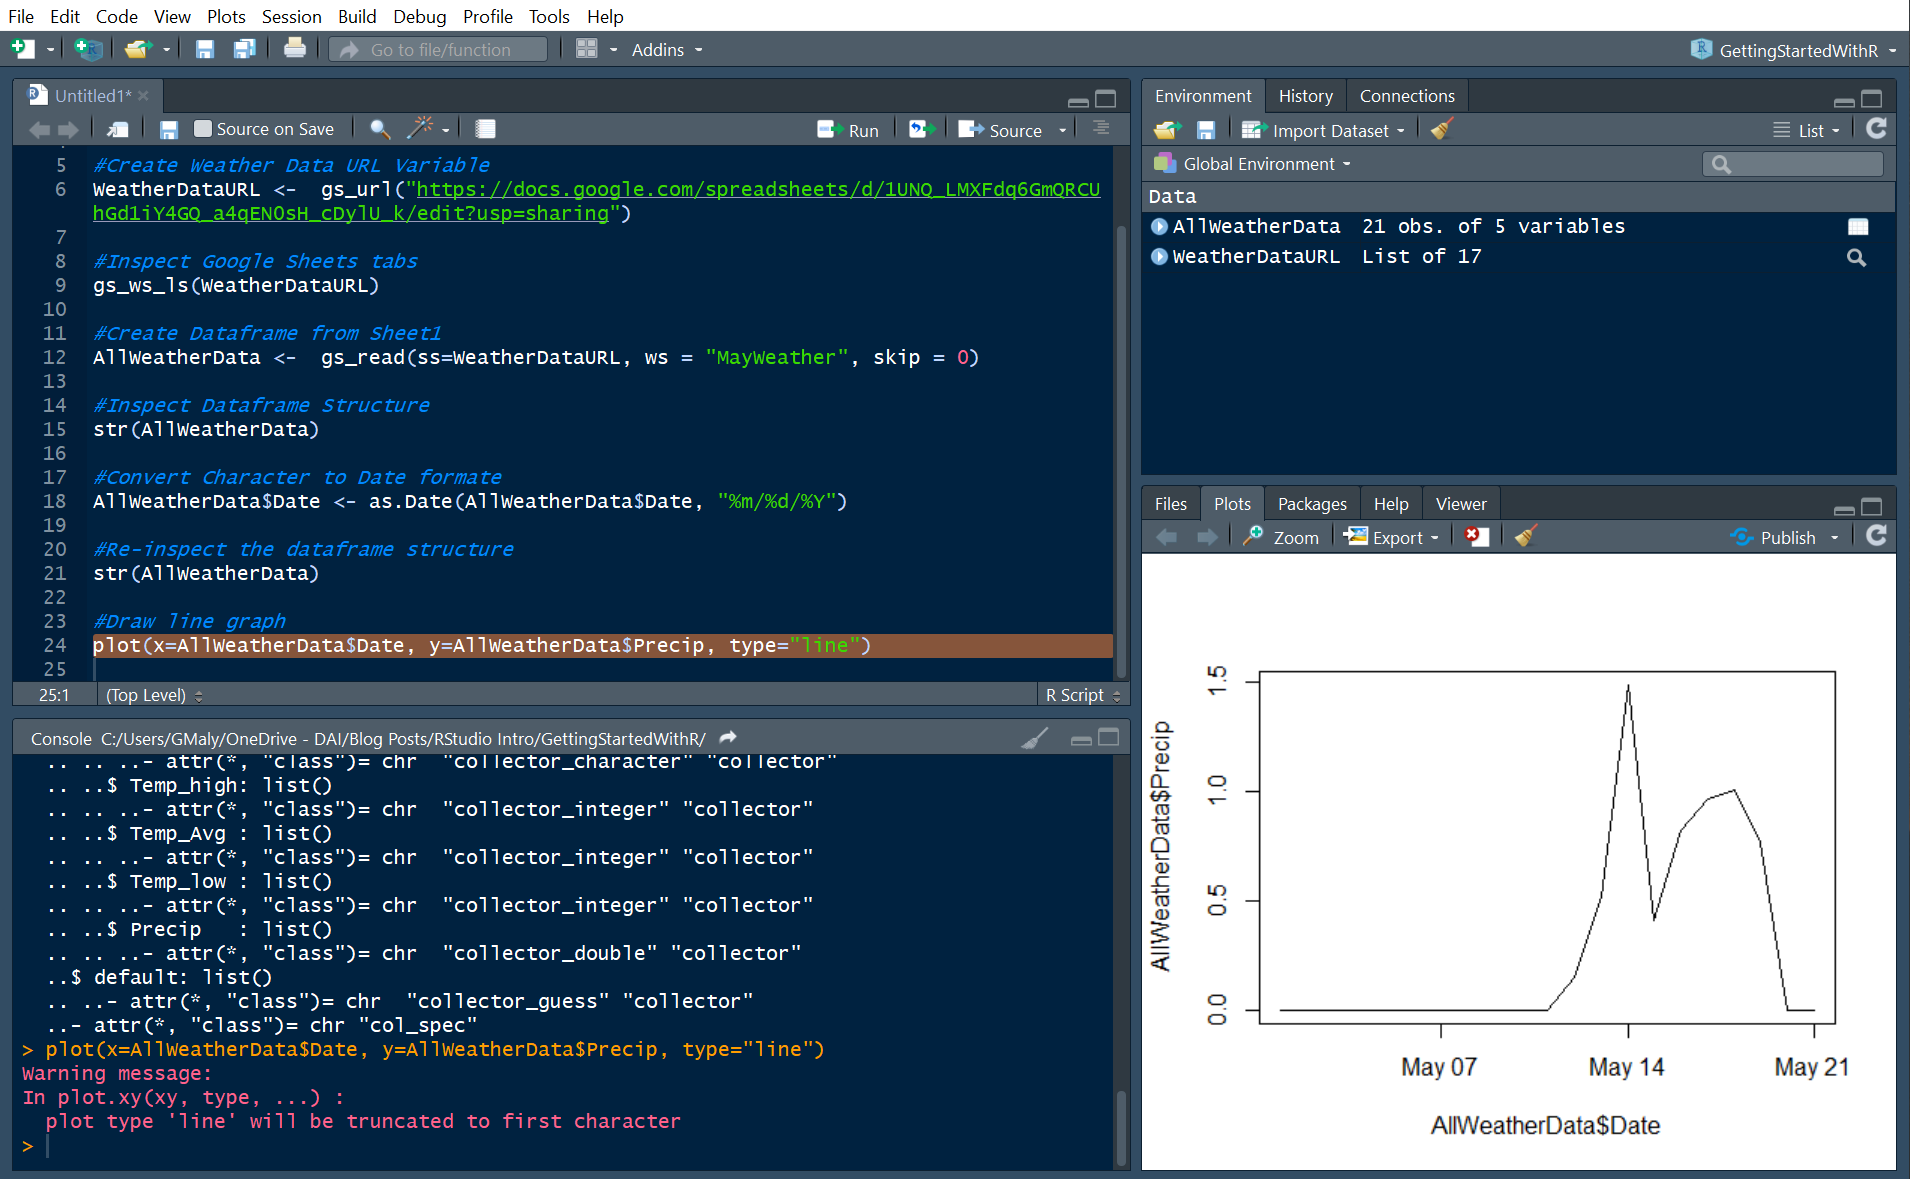 File Edit Code View Plots Session Build Debug Profile Tools Help
Go to file/function
Addins
GettingStartedWithR
Untitled1*
Source on Save
Run
Source
5 #Create Weather Data URL Variable
6 WeatherDataURL <-  gs_url("https://docs.google.com/spreadsheets/d/1UNQ_LMXFdq6GmQRCU
hGd1iY4GQ_a4qENOsH_cDylU_k/edit?usp=sharing")
7
8 #Inspect Google Sheets tabs
9 gs_ws_ls(WeatherDataURL)
10
11 #Create Dataframe from Sheet1
12 AllWeatherData <-  gs_read(ss=WeatherDataURL, ws = "MayWeather", skip = 0)
13
14 #Inspect Dataframe Structure
15 str(AllWeatherData)
16
17 #Convert Character to Date formate
18 AllWeatherData$Date <- as.Date(AllWeatherData$Date, "%m/%d/%Y")
19
20 #Re-inspect the dataframe structure
21 str(AllWeatherData)
22
23 #Draw line graph
24 plot(x=AllWeatherData$Date, y=AllWeatherData$Precip, type="line")
25
25:1 (Top Level) R Script
Console C:/Users/GMaly/OneDrive - DAI/Blog Posts/RStudio Intro/GettingStartedWithR/
.. .. ..- attr(*, "class")= chr  "collector_character" "collector"
.. ..$ Temp_high: list()
.. .. ..- attr(*, "class")= chr  "collector_integer" "collector"
.. ..$ Temp_Avg : list()
.. .. ..- attr(*, "class")= chr  "collector_integer" "collector"
.. ..$ Temp_low : list()
.. .. ..- attr(*, "class")= chr  "collector_integer" "collector"
.. ..$ Precip   : list()
.. .. ..- attr(*, "class")= chr  "collector_double" "collector"
..$ default: list()
.. ..- attr(*, "class")= chr  "collector_guess" "collector"
..- attr(*, "class")= chr "col_spec"
> plot(x=AllWeatherData$Date, y=AllWeatherData$Precip, type="line")
Warning message:
In plot.xy(xy, type, ...) :
plot type 'line' will be truncated to first character
>
Environment History Connections
Import Dataset
List
Global Environment
Data
AllWeatherData 21 obs. of 5 variables
WeatherDataURL List of 17
Files Plots Packages Help Viewer
Zoom Export Publish
AllWeatherData$Precip
1.5
1.0
0.5
0.0
May 07 May 14 May 21
AllWeatherData$Date